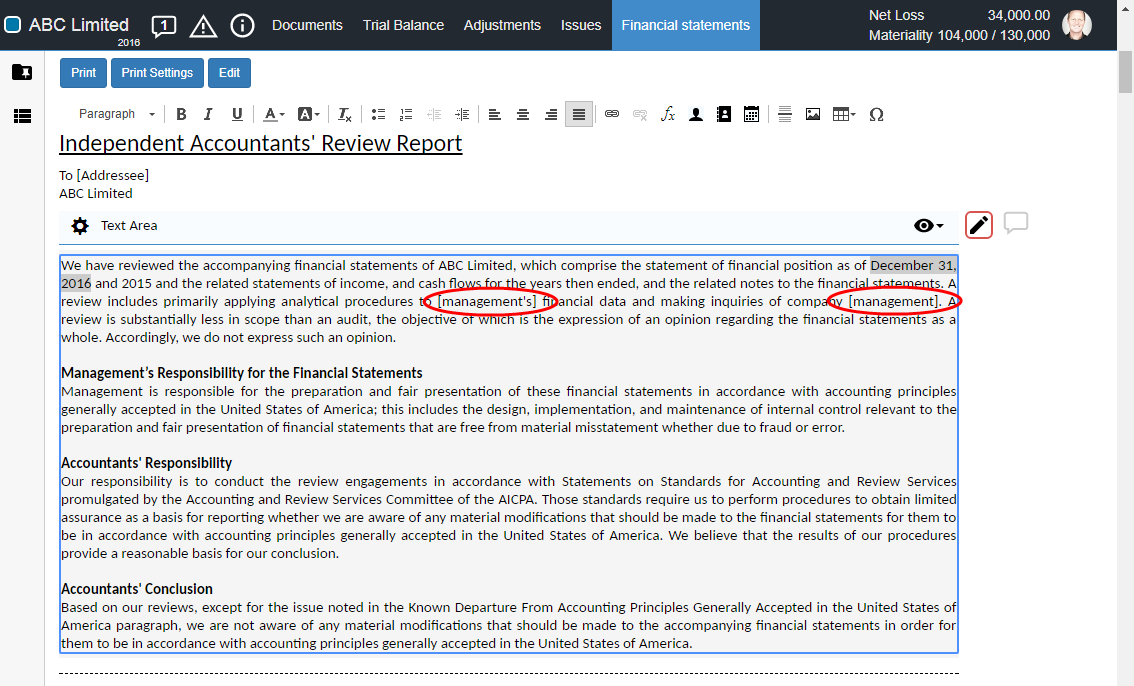 ABC Limited 1 Documents Trial Balance Adjustments Issues Financial statements Net Loss 34,000.00
2016 Materiality 104,000 / 130,000
Print Print Settings Edit
Paragraph B I U A A Tx fx Ω
Independent Accountants' Review Report
To [Addressee]
ABC Limited
Text Area
We have reviewed the accompanying financial statements of ABC Limited, which comprise the statement of financial position as of December 31,
2016 and 2015 and the related statements of income, and cash flows for the years then ended, and the related notes to the financial statements. A
review includes primarily applying analytical procedures to [management's] financial data and making inquiries of company [management]. A
review is substantially less in scope than an audit, the objective of which is the expression of an opinion regarding the financial statements as a
whole. Accordingly, we do not express such an opinion.
Management’s Responsibility for the Financial Statements
Management is responsible for the preparation and fair presentation of these financial statements in accordance with accounting principles
generally accepted in the United States of America; this includes the design, implementation, and maintenance of internal control relevant to the
preparation and fair presentation of financial statements that are free from material misstatement whether due to fraud or error.
Accountants' Responsibility
Our responsibility is to conduct the review engagements in accordance with Statements on Standards for Accounting and Review Services
promulgated by the Accounting and Review Services Committee of the AICPA. Those standards require us to perform procedures to obtain limited
assurance as a basis for reporting whether we are aware of any material modifications that should be made to the financial statements for them to
be in accordance with accounting principles generally accepted in the United States of America. We believe that the results of our procedures
provide a reasonable basis for our conclusion.
Accountants' Conclusion
Based on our reviews, except for the issue noted in the Known Departure From Accounting Principles Generally Accepted in the United States of
America paragraph, we are not aware of any material modifications that should be made to the accompanying financial statements in order for
them to be in accordance with accounting principles generally accepted in the United States of America.